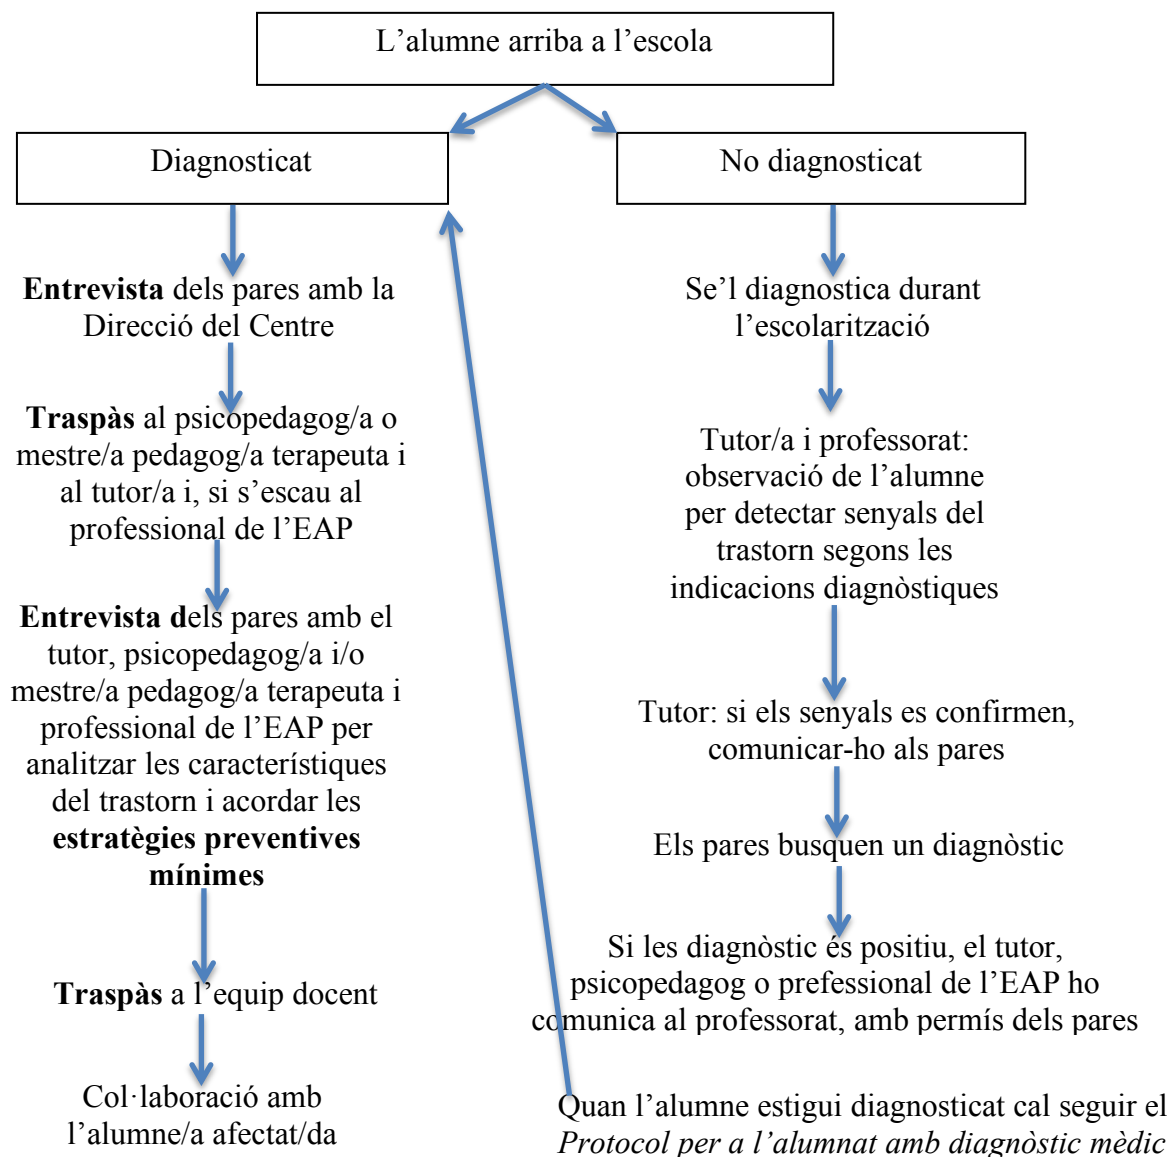 L’alumne arriba a l’escola
Diagnosticat
No diagnosticat
Entrevista dels pares amb la
Direcció del Centre
Traspàs al psicopedagog/a o
mestre/a pedagog/a terapeuta i
al tutor/a i, si s’escau al
professional de l’EAP
Entrevista dels pares amb el
tutor, psicopedagog/a i/o
mestre/a pedagog/a terapeuta i
professional de l’EAP per
analitzar les característiques
del trastorn i acordar les
estratègies preventives
mínimes
Traspàs a l’equip docent
Col·laboració amb
l’alumne/a afectat/da
Se’l diagnostica durant
l’escolarització
Tutor/a i professorat:
observació de l’alumne
per detectar senyals del
trastorn segons les
indicacions diagnòstiques
Tutor: si els senyals es confirmen,
comunicar-ho als pares
Els pares busquen un diagnòstic
Si les diagnòstic és positiu, el tutor,
psicopedagog o prefessional de l’EAP ho
comunica al professorat, amb permís dels pares
Quan l’alumne estigui diagnosticat cal seguir el
Protocol per a l’alumnat amb diagnòstic mèdic